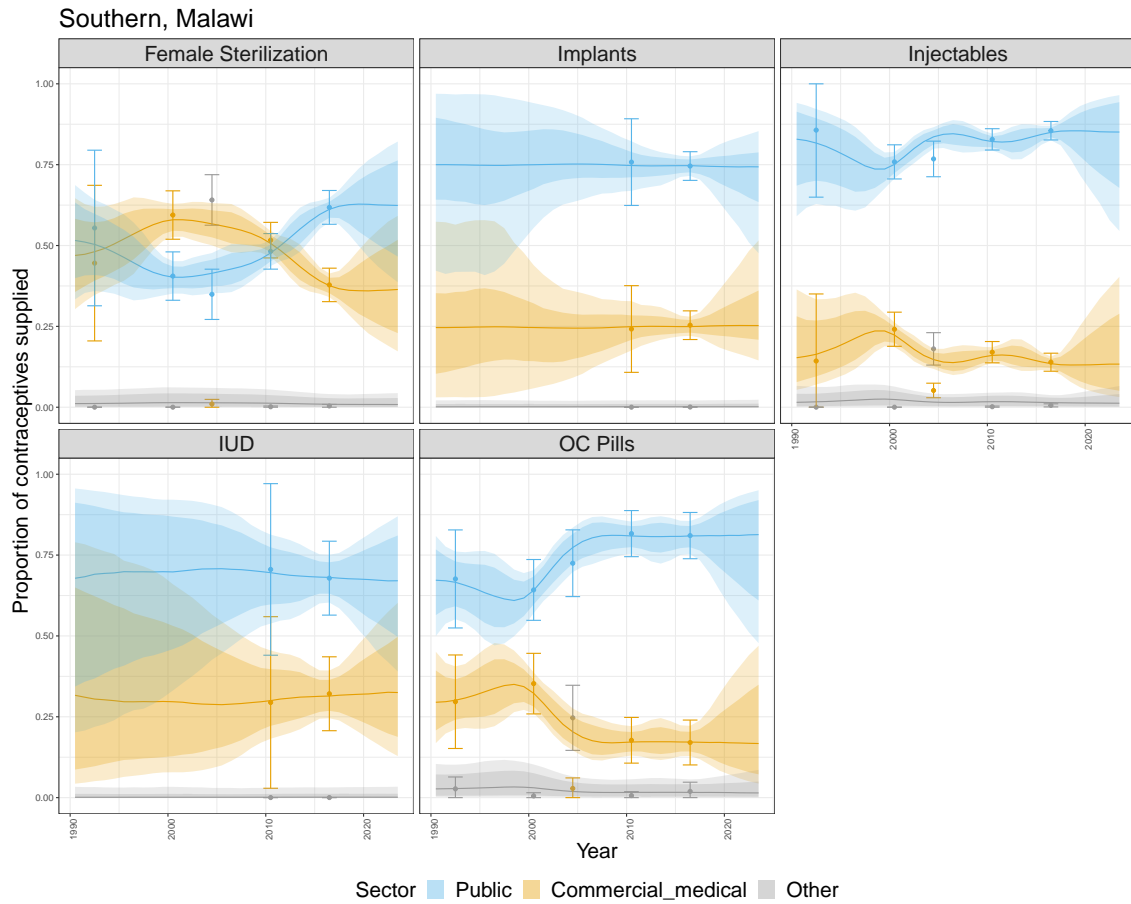 Southern, Malawi
Female Sterilization
Implants
Injectables
1.00
0.75
0.50
0.25
0.00
1990
2000
2010
2020
IUD
OC Pills
1.00
0.75
0.50
0.25
0.00
1990
2000
2010
2020
1990
2000
2010
2020
Proportion of contraceptives supplied
Year
Sector Public Commercial_medical Other